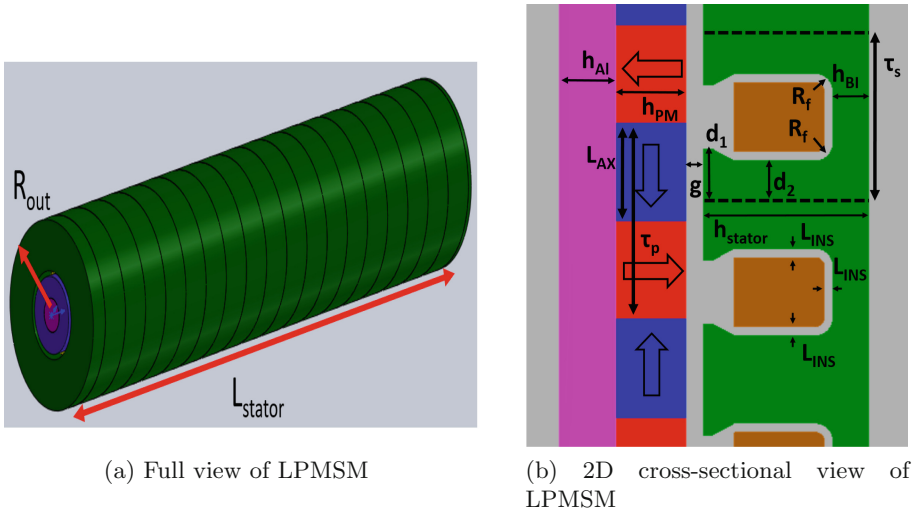 R_out
L_stator
(a) Full view of LPMSM
h_AI
h_PM
L_AX
τ_p
g
d_1
d_2
R_f
R_f
h_BI
τ_s
h_stator
L_INS
L_INS
L_INS
(b) 2D cross-sectional view of
LPMSM